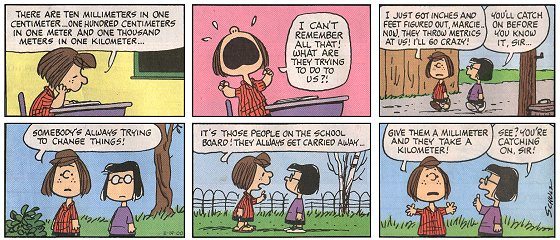 THERE ARE TEN MILLIMETERS IN ONE
CENTIMETER...ONE HUNDRED CENTIMETERS
IN ONE METER AND ONE THOUSAND
METERS IN ONE KILOMETER...
I CAN'T
REMEMBER
ALL THAT!
WHAT ARE
THEY TRYING
TO DO TO
US?!
I JUST GOT INCHES AND
FEET FIGURED OUT, MARCIE..
NOW, THEY THROW METRICS
AT US! I'LL GO CRAZY!
YOU'LL CATCH
ON BEFORE
YOU KNOW
IT, SIR...
SOMEBODY'S ALWAYS TRYING
TO CHANGE THINGS!
IT'S THOSE PEOPLE ON THE SCHOOL
BOARD! THEY ALWAYS GET CARRIED AWAY...
GIVE THEM A MILLIMETER
AND THEY TAKE A
KILOMETER!
SEE? YOU'RE
CATCHING
ON, SIR!